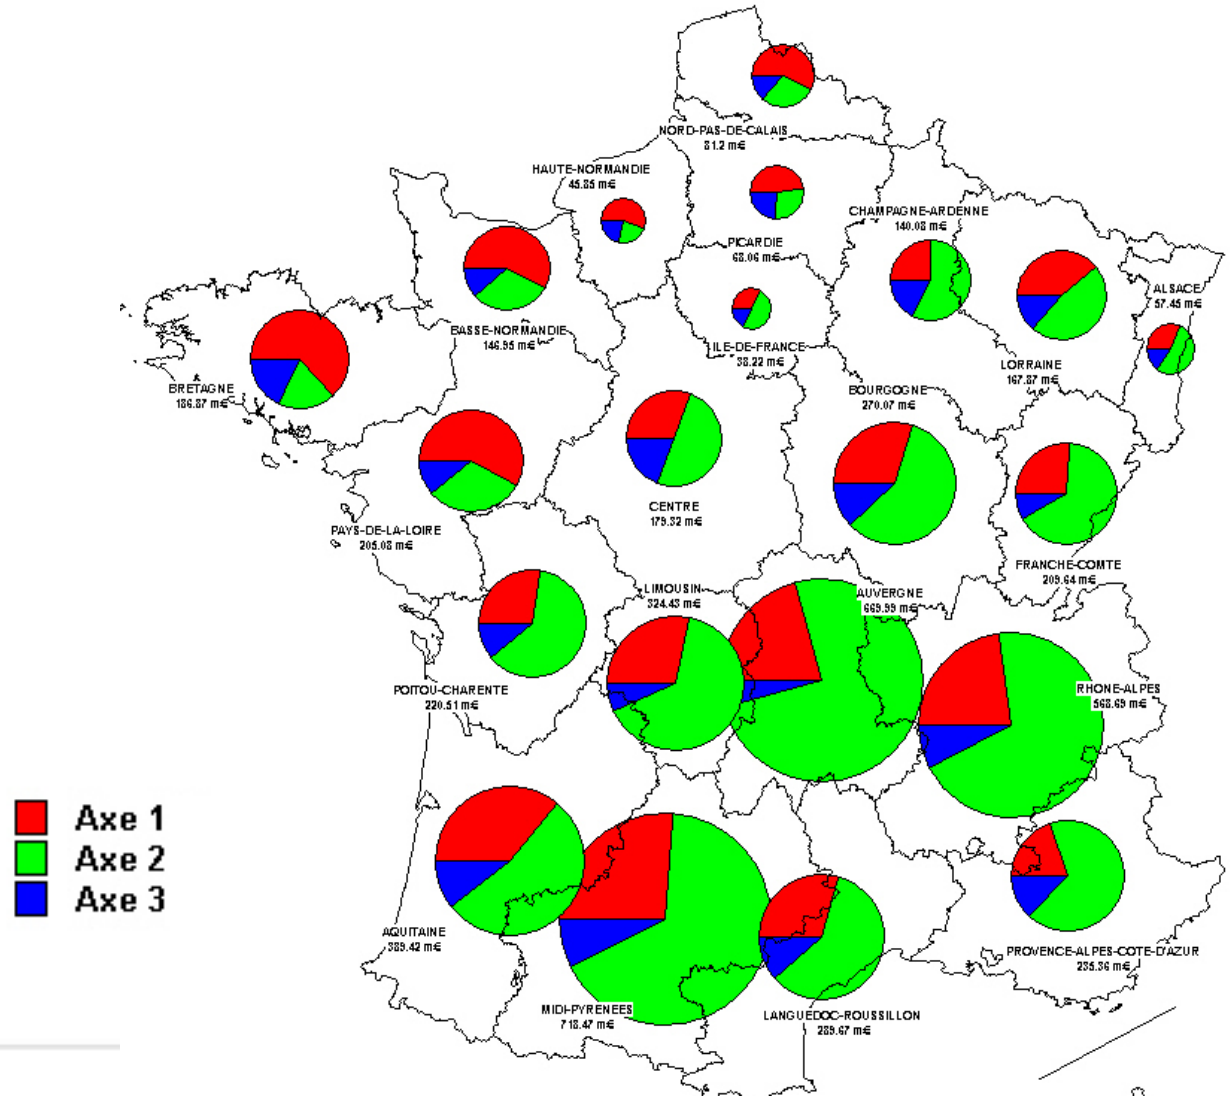 NORD-PAS-DE-CALAIS
81.2 m€
HAUTE-NORMANDIE
45.85 m€
PICARDIE
68.06 m€
CHAMPAGNE-ARDENNE
140.08 m€
BASSE-NORMANDIE
146.95 m€
ILE-DE-FRANCE
38.22 m€
LORRAINE
167.87 m€
ALSACE
57.45 m€
BRETAGNE
186.87 m€
BOURGOGNE
270.07 m€
PAYS-DE-LA-LOIRE
205.08 m€
CENTRE
179.32 m€
FRANCHE-COMTE
209.64 m€
LIMOUSIN
324.43 m€
AUVERGNE
669.99 m€
POITOU-CHARENTE
220.51 m€
RHONE-ALPES
568.69 m€
Axe 1
Axe 2
Axe 3
AQUITAINE
389.42 m€
MIDI-PYRENEES
718.47 m€
LANGUEDOC-ROUSSILLON
289.67 m€
PROVENCE-ALPES-COTE-D'AZUR
235.36 m€